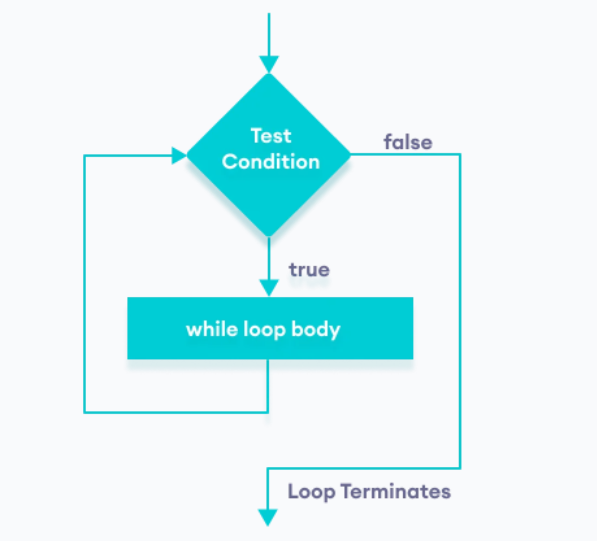 Test
Condition
false
true
while loop body
Loop Terminates